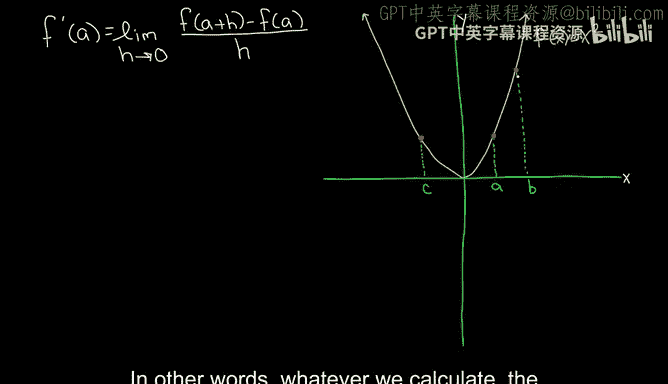 GPT中英字幕课程资源@bilibili.com
GPT中英字幕课程资源 bilibili
f'(a)=lim h→0 f(a+h)-f(a) / h
y
x
c a b
In other words, whatever we calculate, the